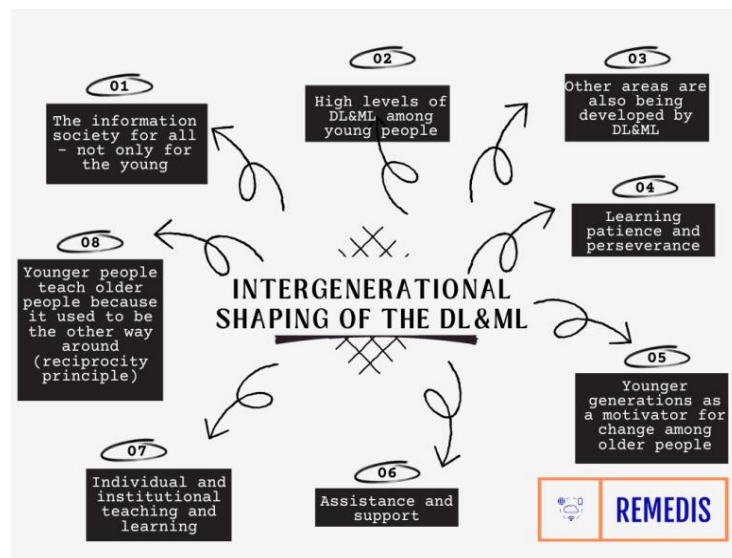 01
The information
society for all
- not only for
the young
02
High levels of
DL&ML among
young people
03
Other areas are
also being
developed by
DL&ML
04
Learning
patience and
perseverance
INTERGENERATIONAL
SHAPING OF THE DL&ML
05
Younger
generations as
a motivator for
change among
older people
06
Assistance and
support
07
Individual and
institutional
teaching and
learning
08
Younger people
teach older
people because
it used to be
the other way
around
(reciprocity
principle)
REMEDIS